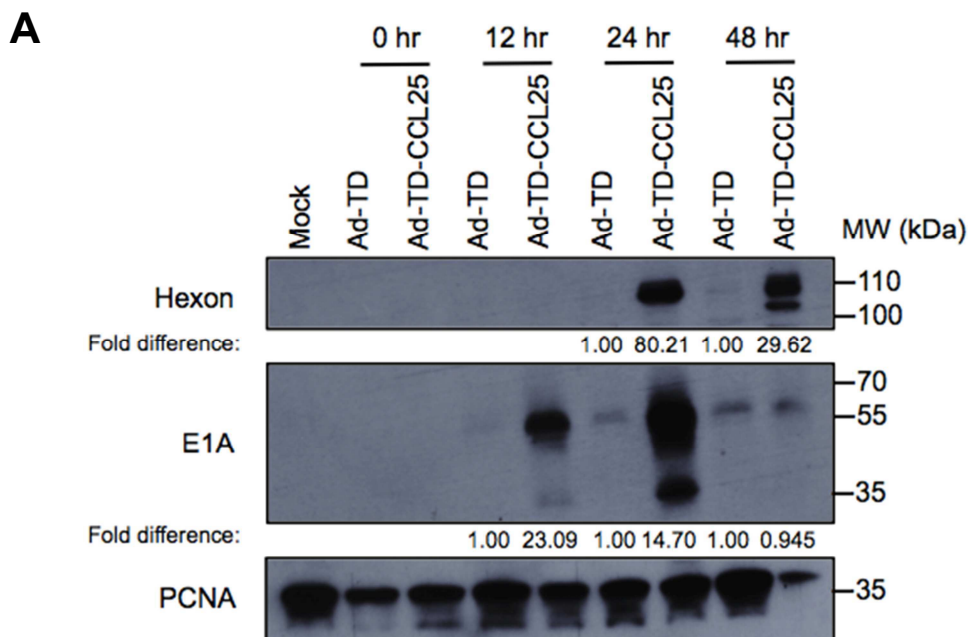 A
0 hr 12 hr 24 hr 48 hr
Mock Ad-TD Ad-TD-CCL25 Ad-TD Ad-TD-CCL25 Ad-TD Ad-TD-CCL25 Ad-TD Ad-TD-CCL25
MW (kDa)
Hexon
110
100
Fold difference: 1.00 80.21 1.00 29.62
70
55
E1A
35
Fold difference: 1.00 23.09 1.00 14.70 1.00 0.945
PCNA
35